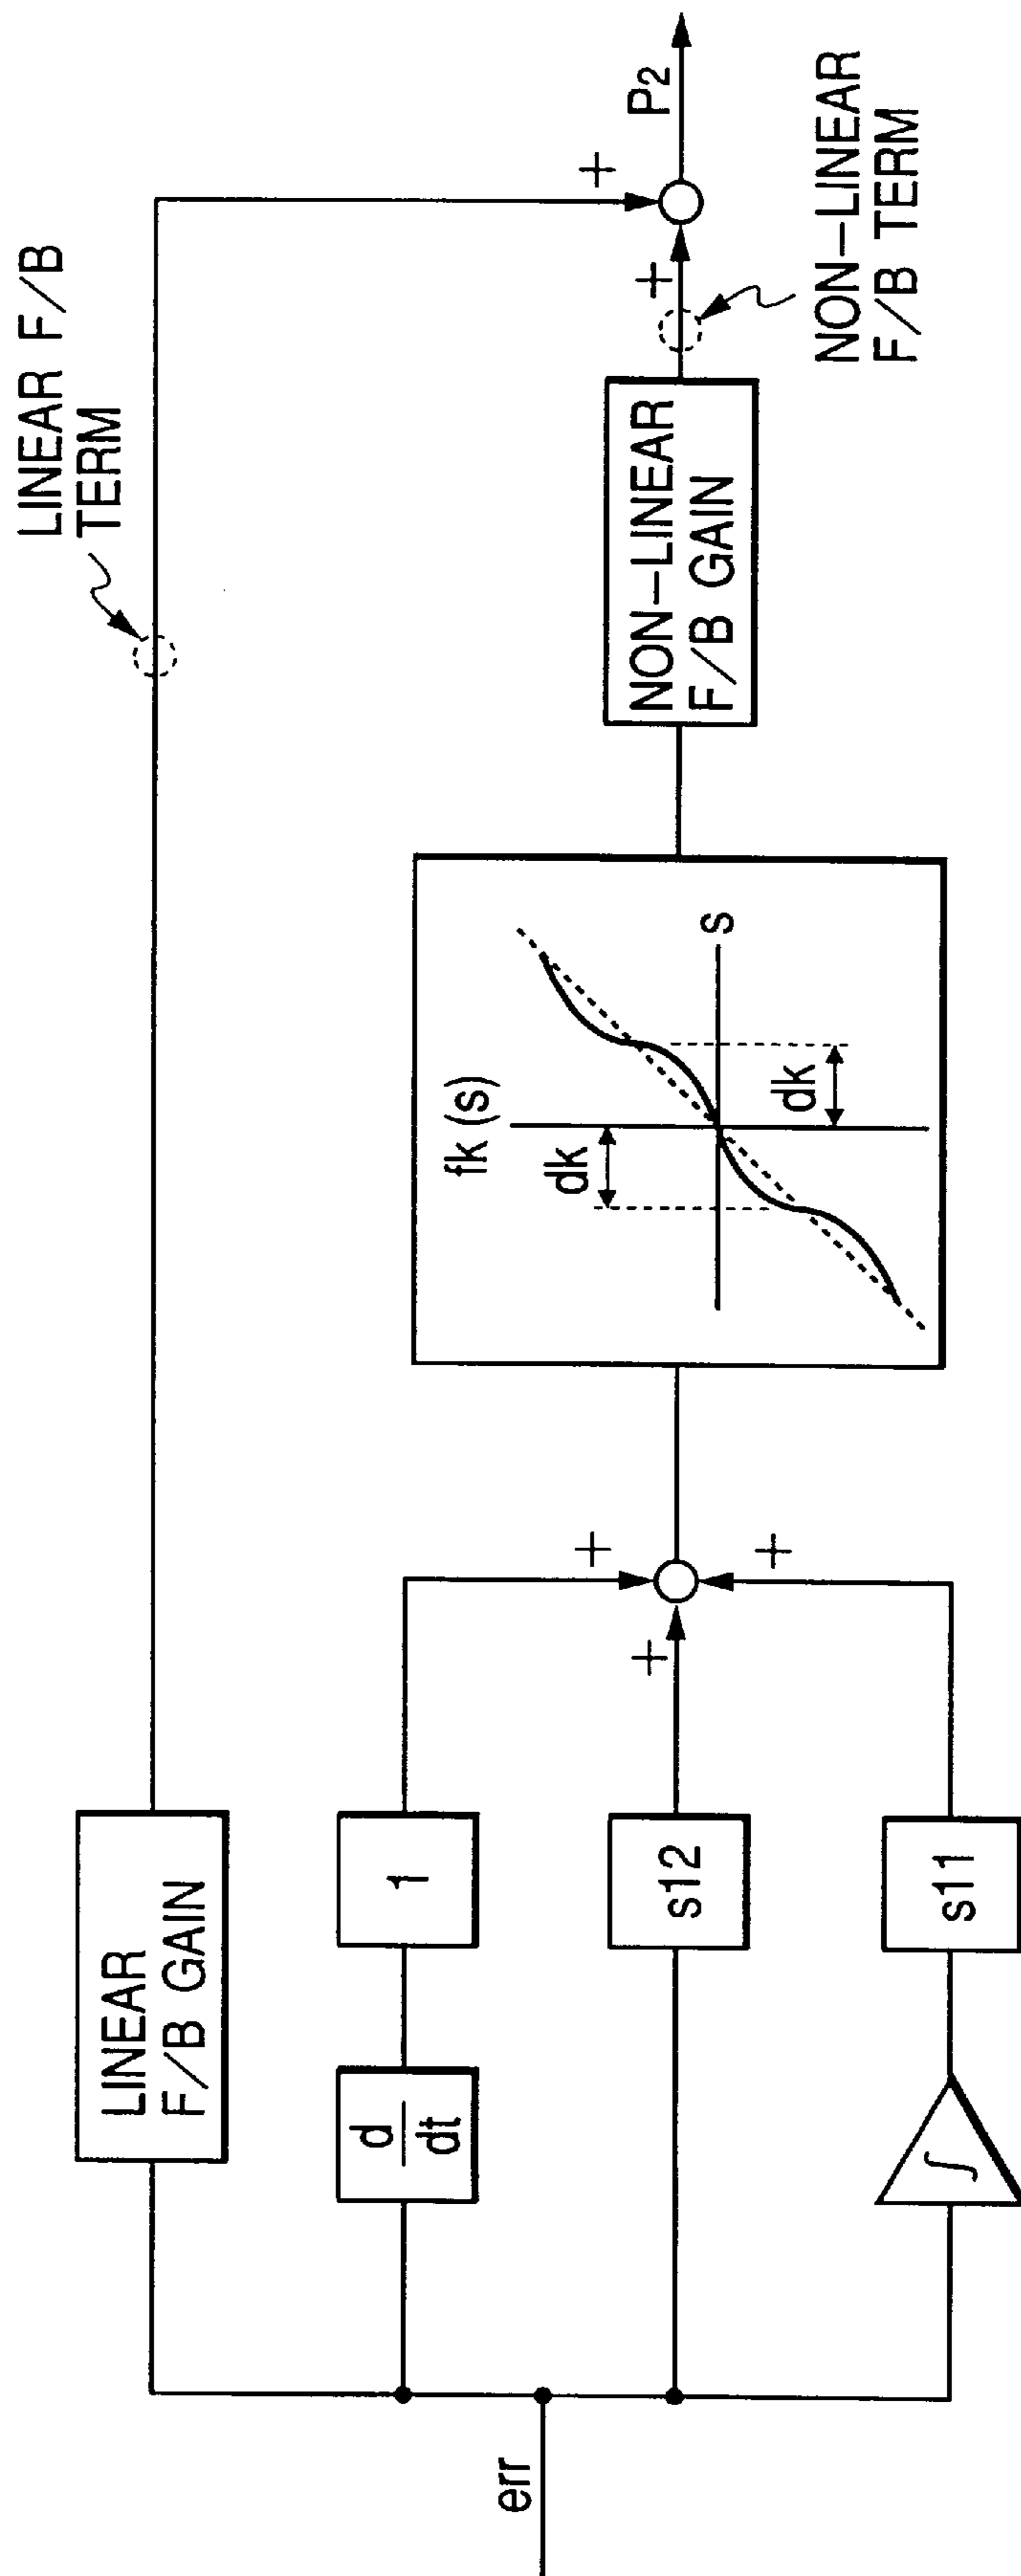 err
LINEAR
F/B GAIN
d
dt
1
s12
∫
s11
+
+
+
fk (s)
s
dk
dk
NON-LINEAR
F/B GAIN
LINEAR F/B
TERM
+
+
P2
NON-LINEAR
F/B TERM